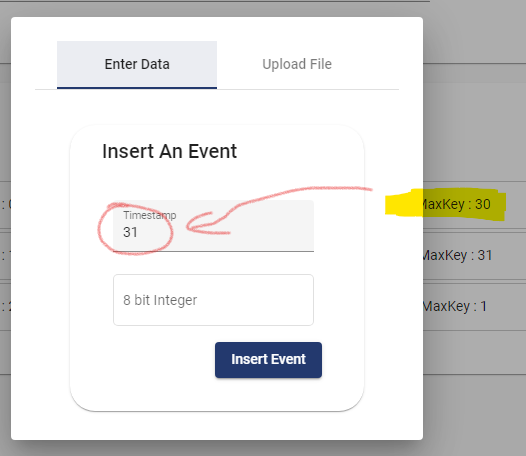 Enter Data
Upload File
Insert An Event
Timestamp
31
8 bit Integer
Insert Event
MaxKey : 30
MaxKey : 31
MaxKey : 1